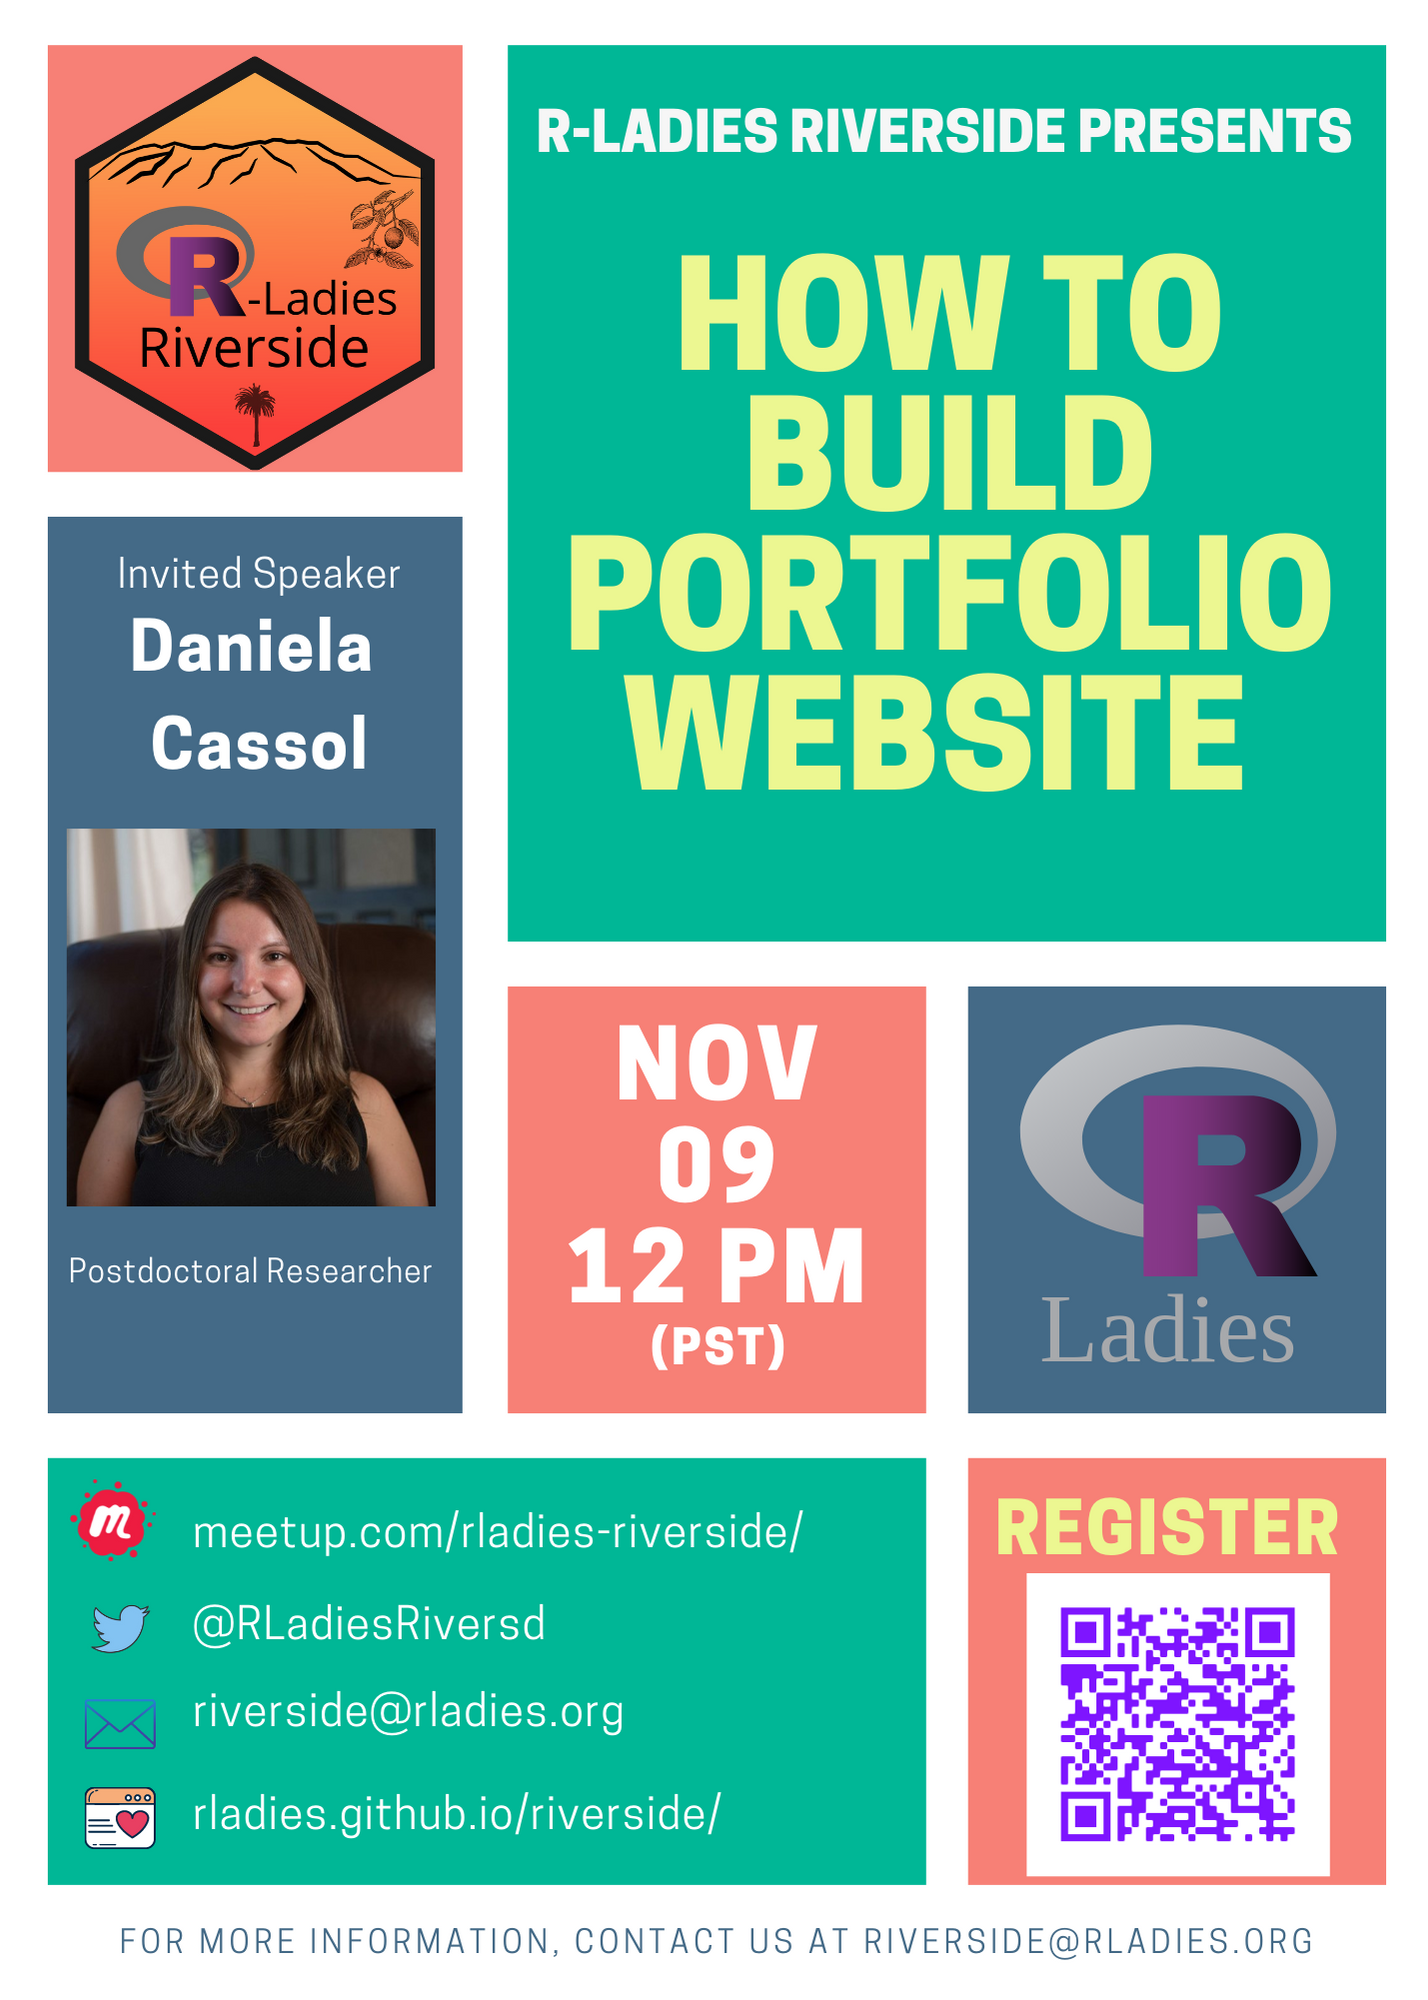 R-Ladies
Riverside
R-LADIES RIVERSIDE PRESENTS
HOW TO
BUILD
PORTFOLIO
WEBSITE
Invited Speaker
Daniela
Cassol
Postdoctoral Researcher
NOV
09
12 PM
(PST)
R
Ladies
m
meetup.com/rladies-riverside/
@RLadiesRiversd
riverside@rladies.org
rladies.github.io/riverside/
REGISTER
FOR MORE INFORMATION, CONTACT US AT RIVERSIDE@RLADIES.ORG